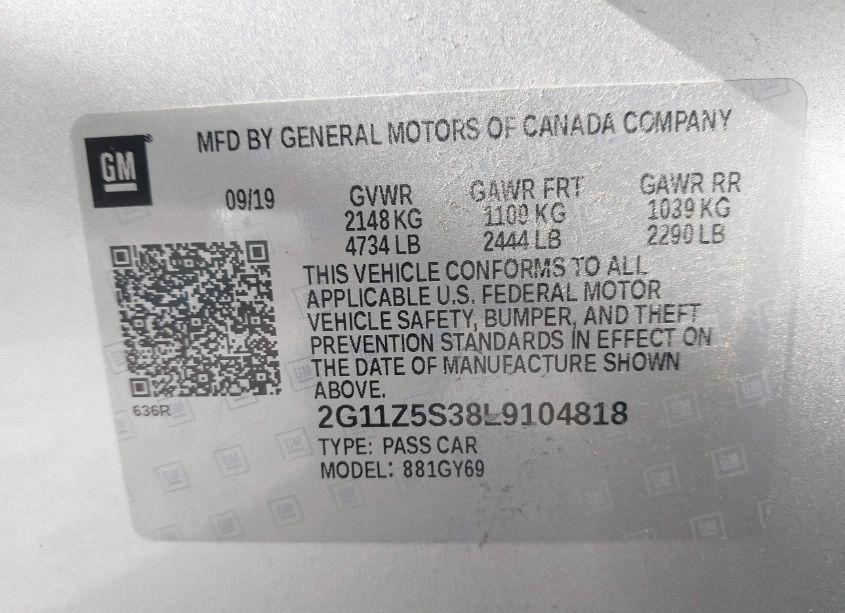 GM
MFD BY GENERAL MOTORS OF CANADA COMPANY
09/19 GVWR GAWR FRT GAWR RR
2148 KG 1109 KG 1039 KG
4734 LB 2444 LB 2290 LB
THIS VEHICLE CONFORMS TO ALL
APPLICABLE U.S. FEDERAL MOTOR
VEHICLE SAFETY, BUMPER, AND THEFT
PREVENTION STANDARDS IN EFFECT ON
THE DATE OF MANUFACTURE SHOWN
ABOVE.
636R
2G11Z5S38L9104818
TYPE: PASS CAR
MODEL: 881GY69